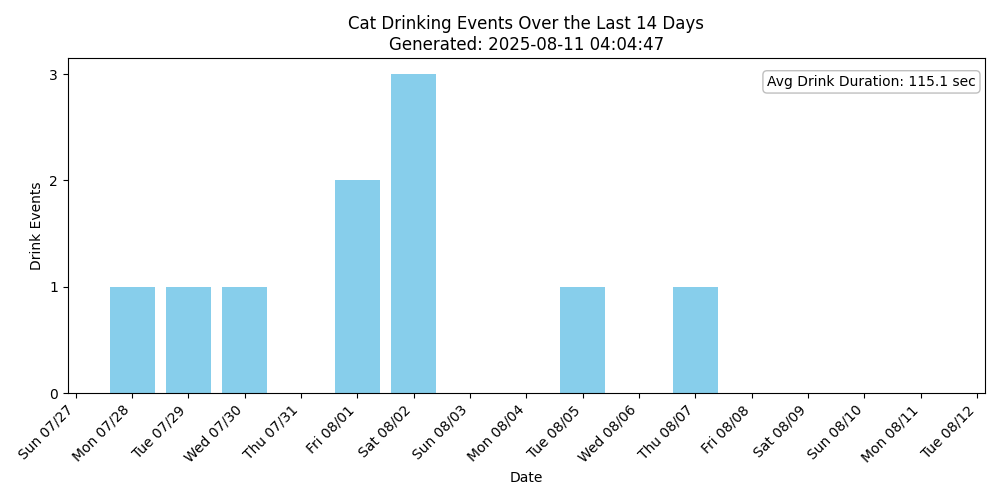 Cat Drinking Events Over the Last 14 Days
Generated: 2025-08-11 04:04:47
Avg Drink Duration: 115.1 sec
Drink Events
3
2
1
0
Sun 07/27
Mon 07/28
Tue 07/29
Wed 07/30
Thu 07/31
Fri 08/01
Sat 08/02
Sun 08/03
Mon 08/04
Tue 08/05
Wed 08/06
Thu 08/07
Fri 08/08
Sat 08/09
Sun 08/10
Mon 08/11
Tue 08/12
Date